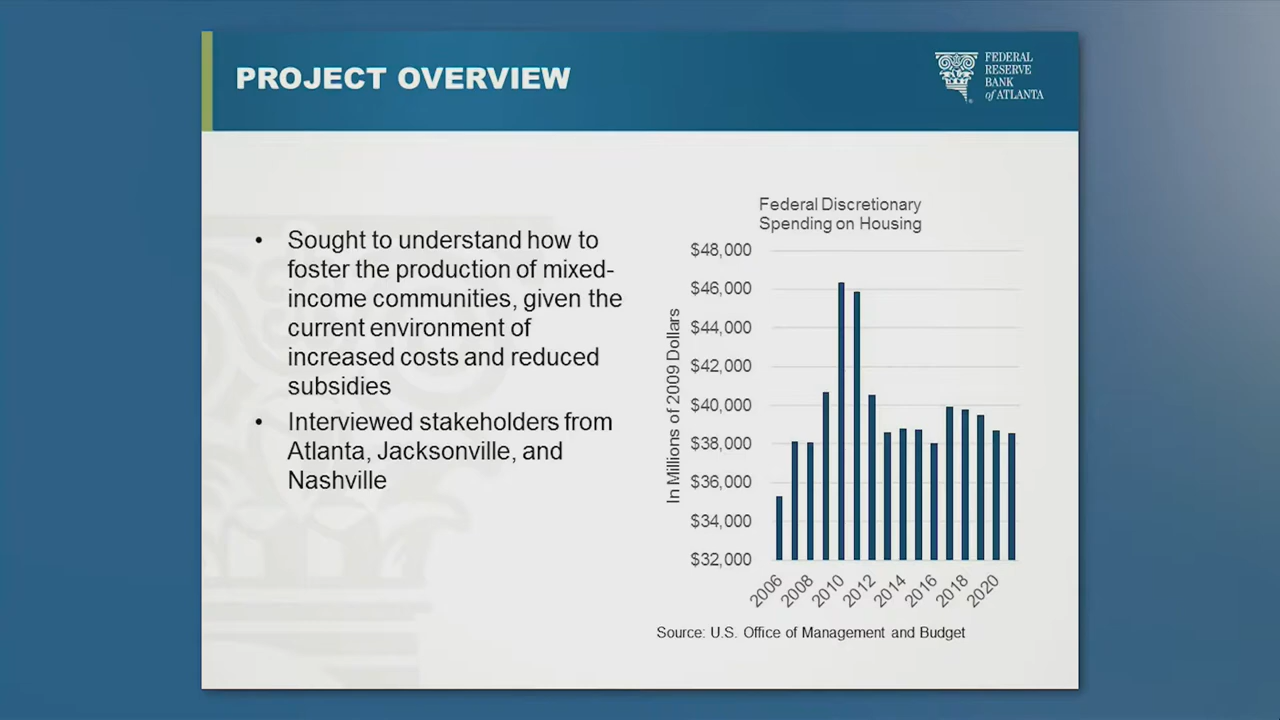 PROJECT OVERVIEW
FEDERAL
RESERVE
BANK
of ATLANTA
• Sought to understand how to
foster the production of mixed-
income communities, given the
current environment of
increased costs and reduced
subsidies
• Interviewed stakeholders from
Atlanta, Jacksonville, and
Nashville
Federal Discretionary
Spending on Housing
In Millions of 2009 Dollars
$48,000
$46,000
$44,000
$42,000
$40,000
$38,000
$36,000
$34,000
$32,000
2006 2008 2010 2012 2014 2016 2018 2020
Source: U.S. Office of Management and Budget